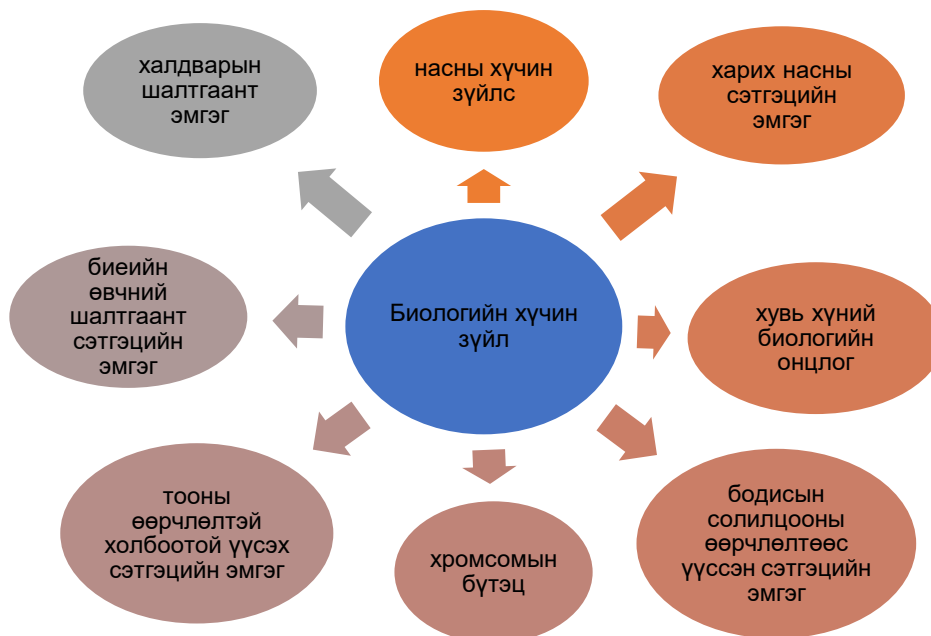 халдварын
шалтгаант
эмгэг
насны хүчин
зүйлс
харих насны
сэтгэцийн
эмгэг
биеийн
өвчний
шалтгаант
сэтгэцийн
эмгэг
Биологийн хүчин
зүйл
хувь хүний
биологийн
онцлог
тооны
өөрчлөлтэй
холбоотой үүсэх
сэтгэцийн эмгэг
хромсомын
бүтэц
бодисын
солилцооны
өөрчлөлтөөс
үүссэн сэтгэцийн
эмгэг